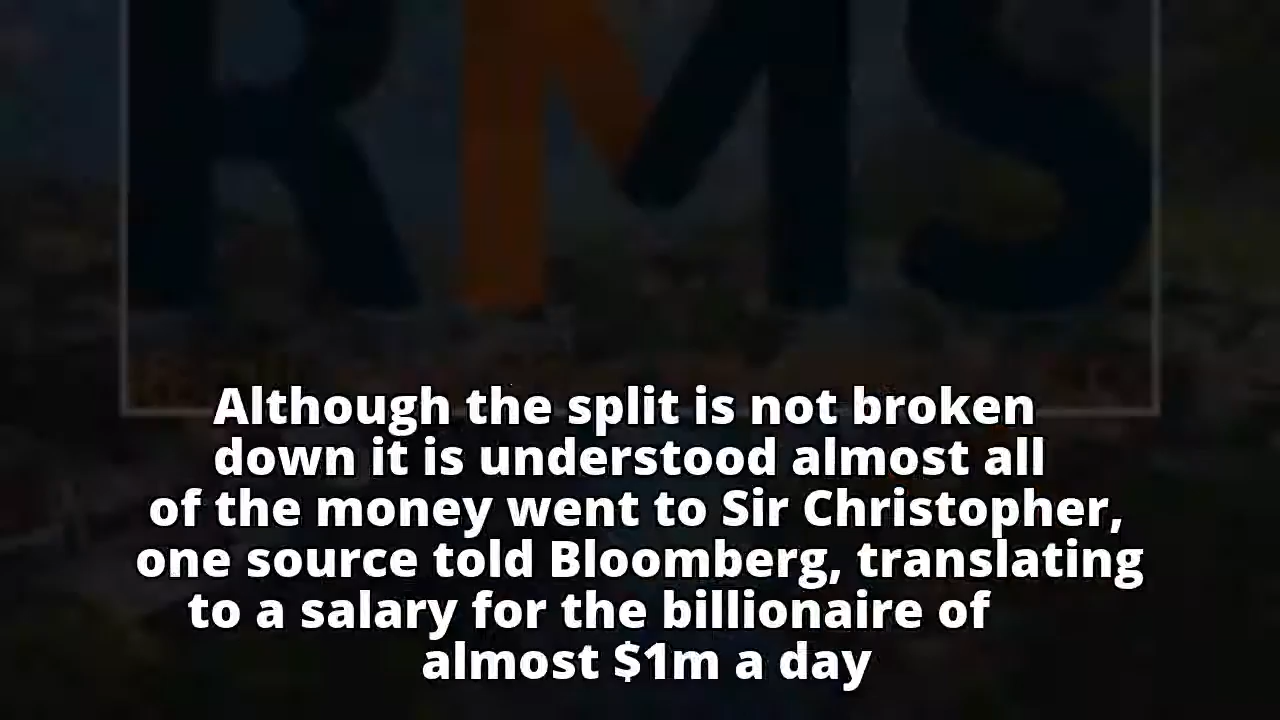 RMS
Although the split is not broken
down it is understood almost all
of the money went to Sir Christopher,
one source told Bloomberg, translating
to a salary for the billionaire of
almost $1m a day